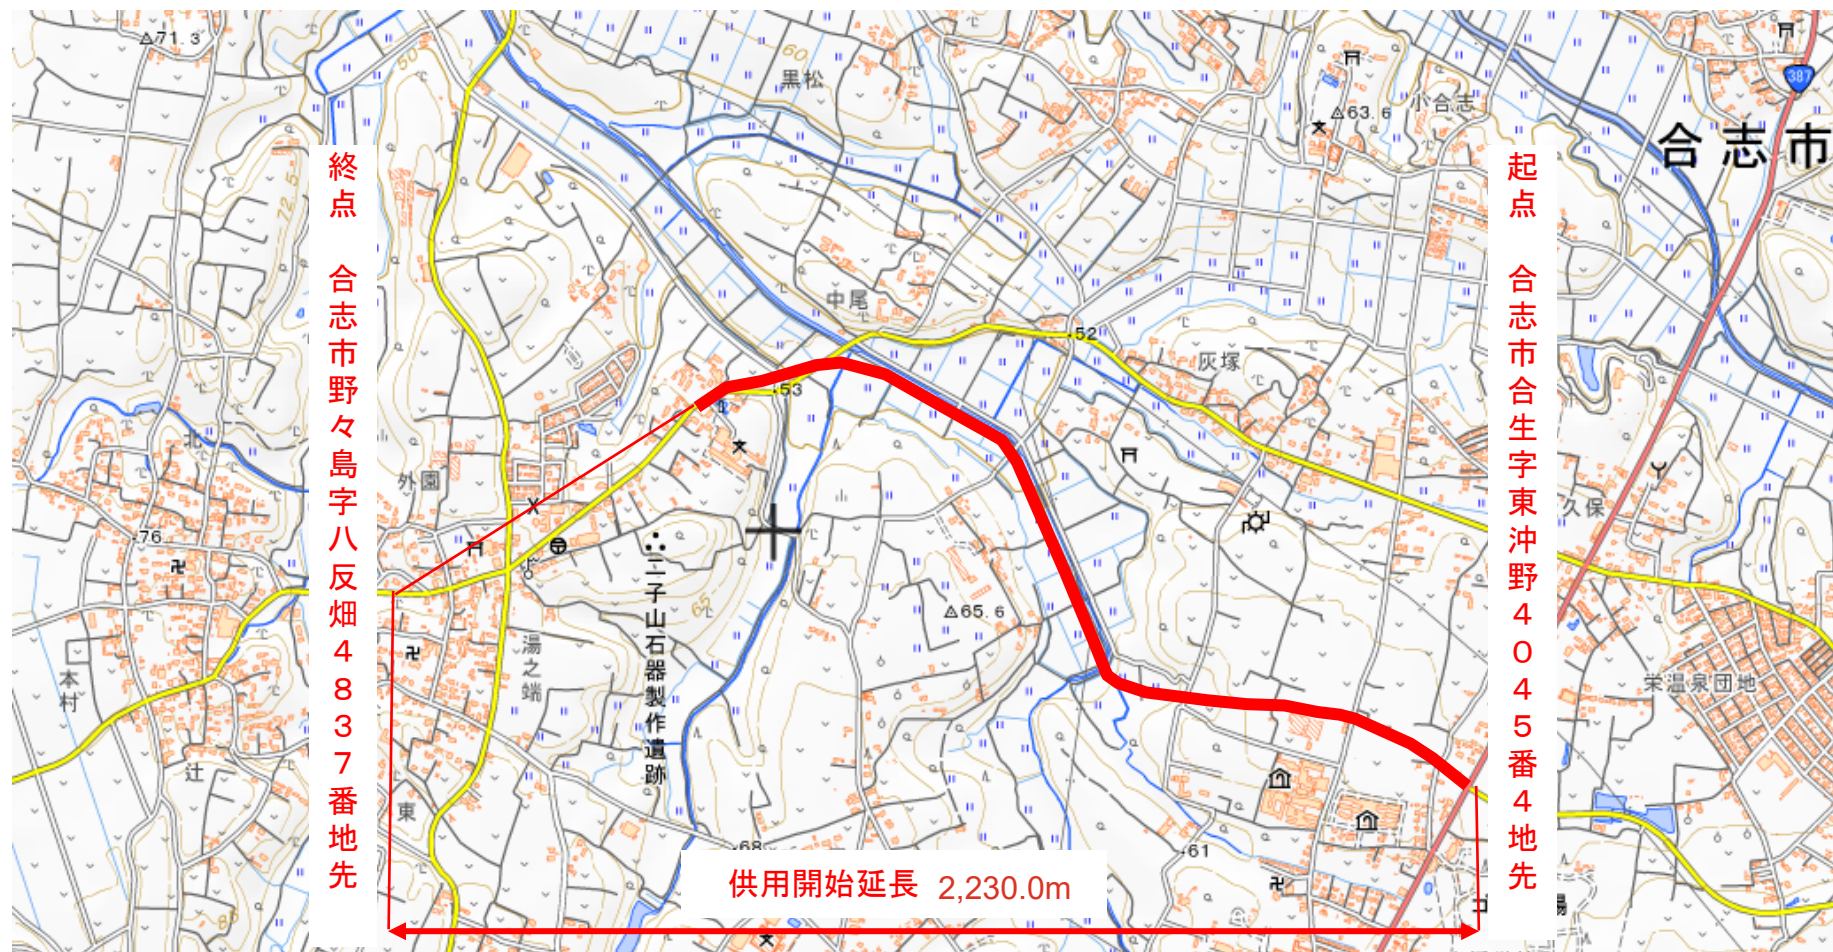 71.3
50
60
黒松
387
63.6
小合志
合志市
終点 合志市野々島字八反畑4837番地先
起点 合志市合生字東沖野4045番4地先
72.5
中尾
52
灰塚
53
北
外園
久保
76
二子山石器製作遺跡
65
65.6
湯之端
本村
栄温泉団地
辻
東
68
61
供用開始延長 2,230.0m